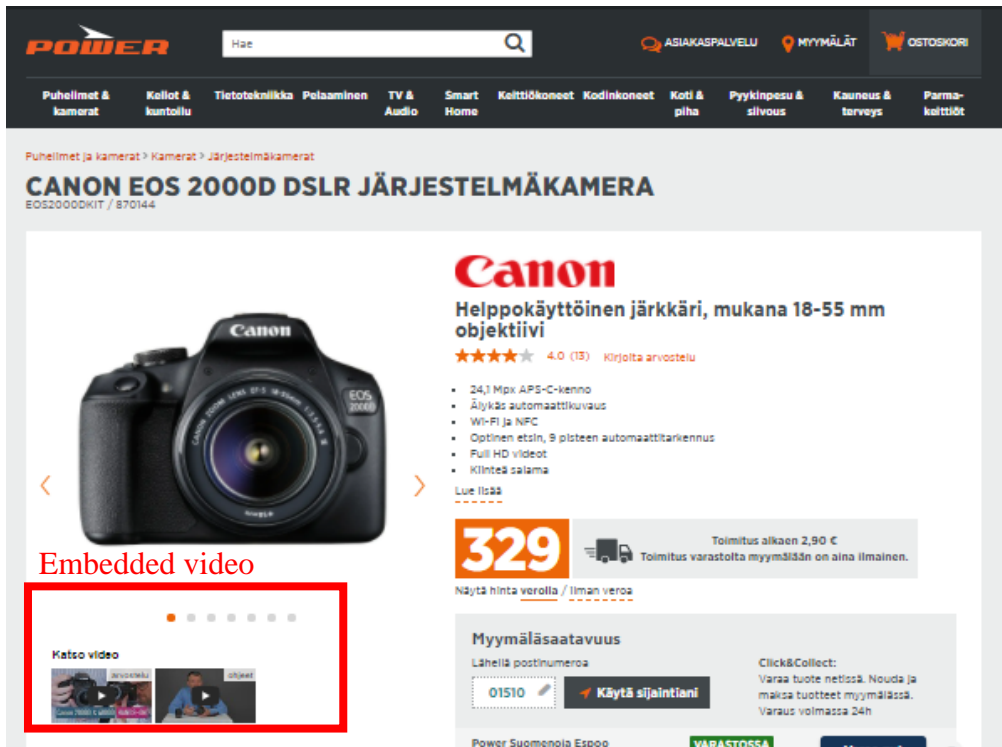 POWER
Hae
ASIAKASPALVELU
MYYMÄLÄT
OSTOSKORI
Puhelimet & kamerat
Kellot & kuntoilu
Tietotekniikka
Pelaaminen
TV & Audio
Smart Home
Keittiökoneet
Kodinkoneet
Koti & piha
Pyykinpesu & siivous
Kauneus & terveys
Parma-keittiöt
Puhelimet ja kamerat > Kamerat > Järjestelmäkamerat
CANON EOS 2000D DSLR JÄRJESTELMÄKAMERA
EOS2000DKIT / 870144
Canon
EOS
2000D
Canon
Helppokäyttöinen järkkäri, mukana 18-55 mm
objektiivi
4.0 (13) Kirjoita arvostelu
24,1 Mpx APS-C-kenno
Älykäs automaattikuvaus
Wi-Fi ja NFC
Optinen etsin, 9 pisteen automaattitarkennus
Full HD videot
Kiinteä salama
Lue lisää
329
Toimitus alkaen 2,90 €
Toimitus varastolta myymälään on aina ilmainen.
Näytä hinta verolla / ilman veroa
Embedded video
Katso video
arvostelu
ohjeet
Myymäläsaatavuus
Lähellä postinumeroa
01510
Käytä sijaintiani
Click&Collect:
Varaa tuote netissä. Nouda ja
maksa tuotteet myymälässä.
Varaus voimassa 24h
Power Suomenoja Espoo
VARASTOSSA